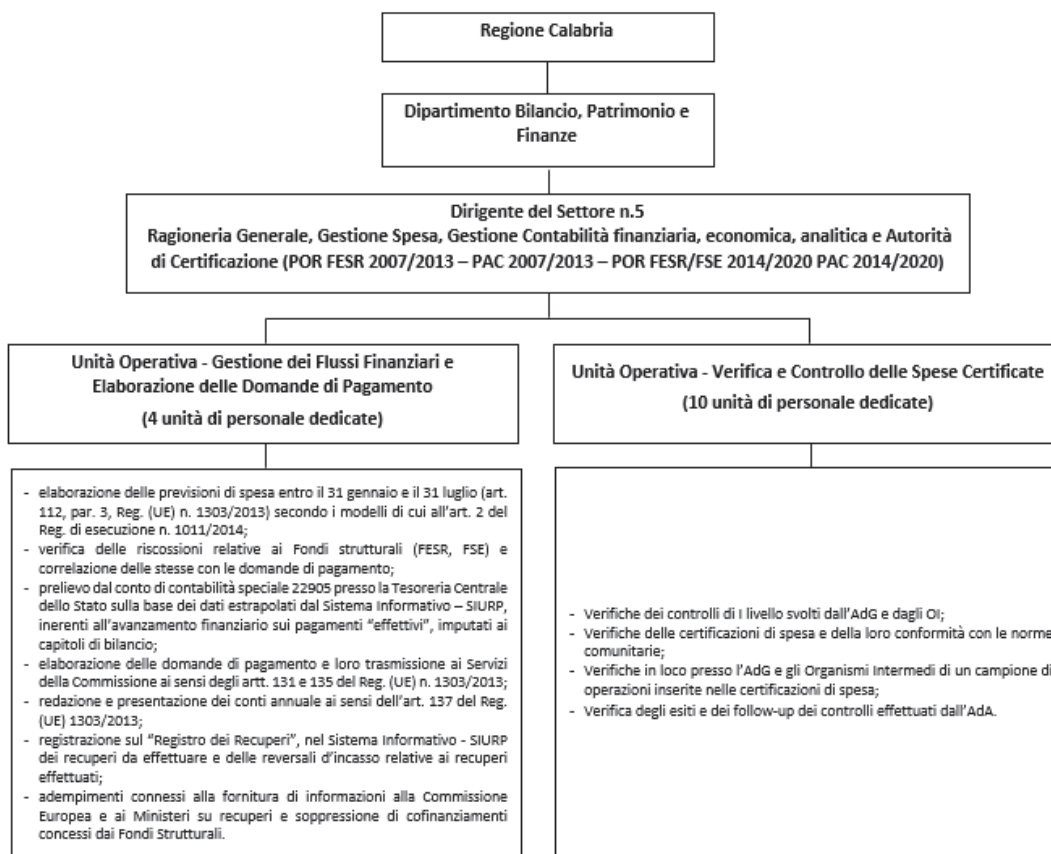 Regione Calabria
Dipartimento Bilancio, Patrimonio e
Finanze
Dirigente del Settore n.5
Ragioneria Generale, Gestione Spesa, Gestione Contabilità finanziaria, economica, analitica e Autorità
di Certificazione (POR FESR 2007/2013 – PAC 2007/2013 – POR FESR/FSE 2014/2020 PAC 2014/2020)
Unità Operativa - Gestione dei Flussi Finanziari e
Elaborazione delle Domande di Pagamento
(4 unità di personale dedicate)
Unità Operativa - Verifica e Controllo delle Spese Certificate
(10 unità di personale dedicate)
- elaborazione delle previsioni di spesa entro il 31 gennaio e il 31 luglio (art.
112, par. 3, Reg. (UE) n. 1303/2013) secondo i modelli di cui all'art. 2 del
Reg. di esecuzione n. 1011/2014;
- verifica delle riscossioni relative ai Fondi strutturali (FESR, FSE) e
correlazione delle stesse con le domande di pagamento;
- prelievo dal conto di contabilità speciale 22905 presso la Tesoreria Centrale
dello Stato sulla base dei dati estrapolati dal Sistema Informativo – SIURP,
inerenti all'avanzamento finanziario sui pagamenti "effettivi", imputati ai
capitoli di bilancio;
- elaborazione delle domande di pagamento e loro trasmissione ai Servizi
della Commissione ai sensi degli artt. 131 e 135 del Reg. (UE) n. 1303/2013;
- redazione e presentazione dei conti annuale ai sensi dell'art. 137 del Reg.
(UE) 1303/2013;
- registrazione sul "Registro dei Recuperi", nel Sistema Informativo - SIURP
dei recuperi da effettuare e delle reversali d'incasso relative ai recuperi
effettuati;
- adempimenti connessi alla fornitura di informazioni alla Commissione
Europea e ai Ministeri su recuperi e soppressione di cofinanziamenti
concessi dai Fondi Strutturali.
- Verifiche dei controlli di I livello svolti dall'AdG e dagli OI;
- Verifiche delle certificazioni di spesa e della loro conformità con le norme
comunitarie;
- Verifiche in loco presso l'AdG e gli Organismi Intermedi di un campione di
operazioni inserite nelle certificazioni di spesa;
- Verifica degli esiti e dei follow-up dei controlli effettuati dall'AdA.